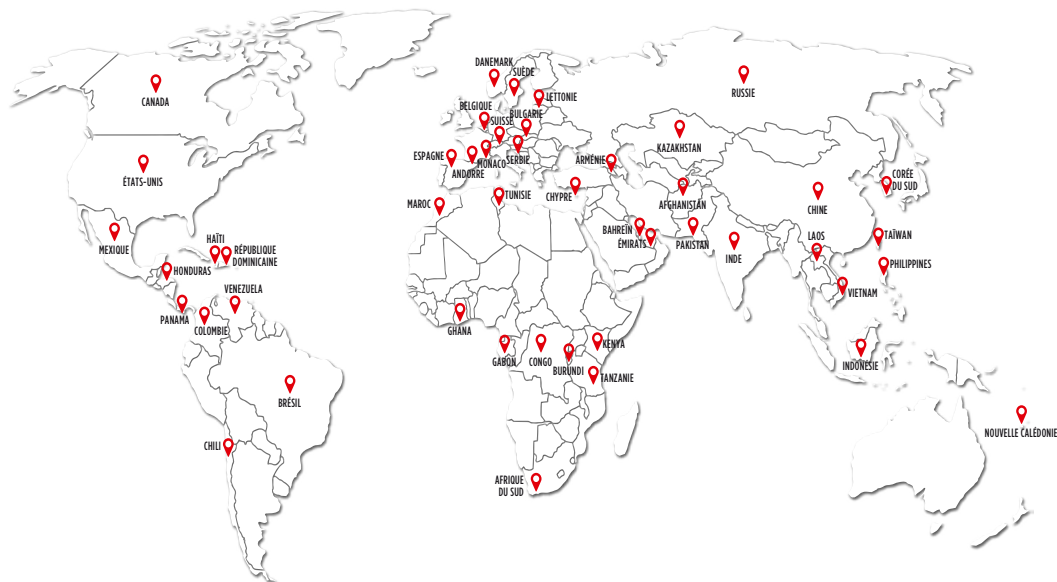 CANADA
ÉTATS-UNIS
MEXIQUE
HAÏTI
RÉPUBLIQUE
DOMINICAINE
HONDURAS
VENEZUELA
PANAMA
COLOMBIE
BRÉSIL
CHILI
DANEMARK
SUÈDE
LETTONIE
BELGIQUE
BULGARIE
SUISSE
ESPAGNE
MONACO
SERBIE
ANDORRE
ARMÉNIE
RUSSIE
KAZAKHSTAN
MAROC
TUNISIE
CHYPRE
AFGHANISTAN
CHINE
CORÉE
DU SUD
BAHREÏN
ÉMIRATS
PAKISTAN
INDE
LAOS
TAÏWAN
PHILIPPINES
VIETNAM
GHANA
GABON
CONGO
BURUNDI
KENYA
TANZANIE
INDONÉSIE
NOUVELLE CALÉDONIE
AFRIQUE
DU SUD